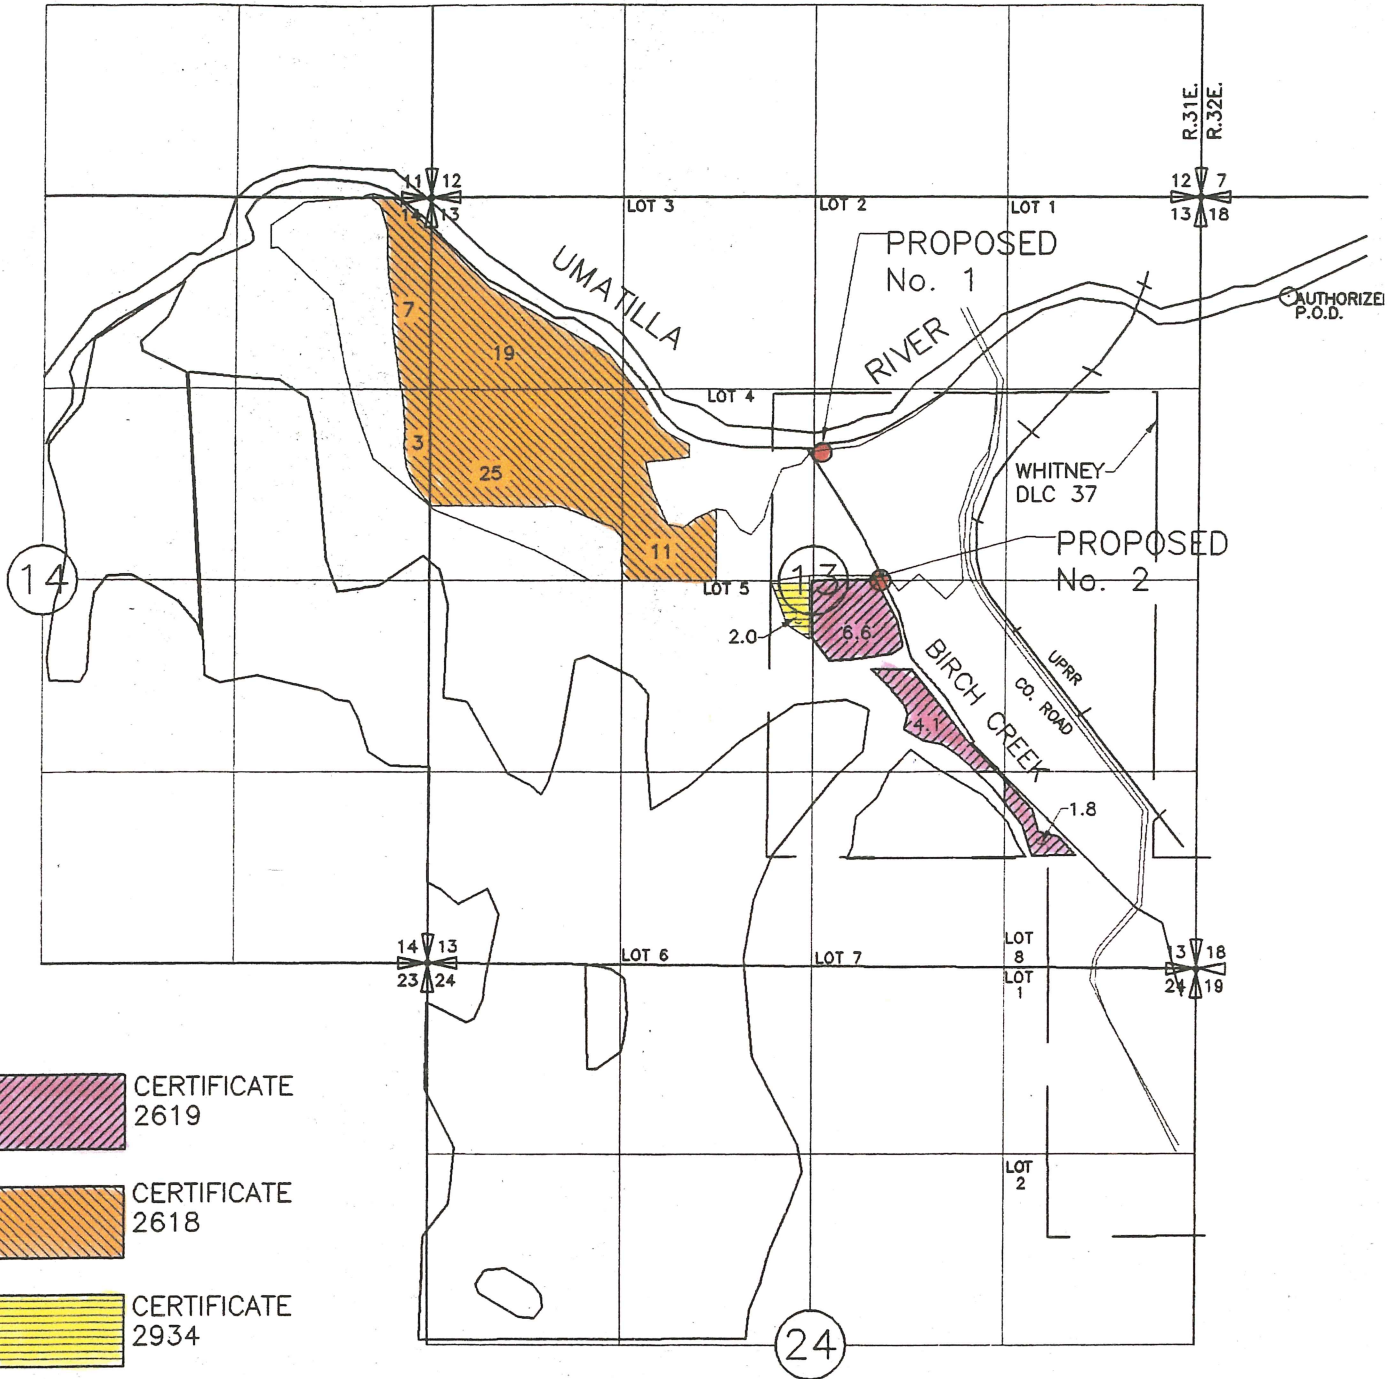 R.31E.
R.32E.
11 12
14 13
12 7
13 18
LOT 3
LOT 2
LOT 1
PROPOSED
No. 1
UMATILLA
RIVER
AUTHORIZE
P.O.D.
7
19
LOT 4
3
25
WHITNEY
DLC 37
PROPOSED
No. 2
11
14
13
LOT 5
2.0
6.6
BIRCH CREEK
UPRR
CO. ROAD
4.1
1.8
14 13
23 24
LOT 6
LOT 7
LOT
8
LOT
1
13 18
24 19
CERTIFICATE
2619
LOT
2
CERTIFICATE
2618
CERTIFICATE
2934
24